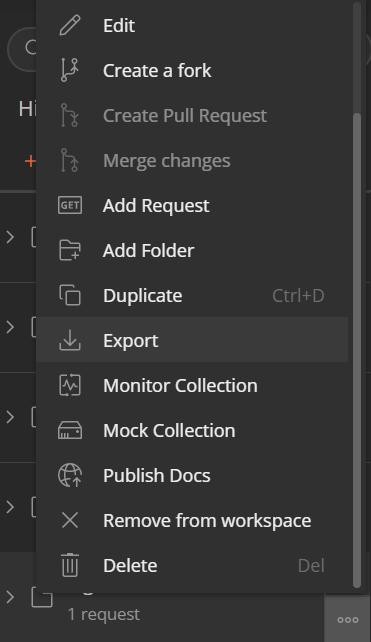 Edit
Hi
Create a fork
Create Pull Request
+
Merge changes
GET Add Request
Add Folder
Duplicate Ctrl+D
Export
Monitor Collection
Mock Collection
Publish Docs
Remove from workspace
Delete Del
1 request